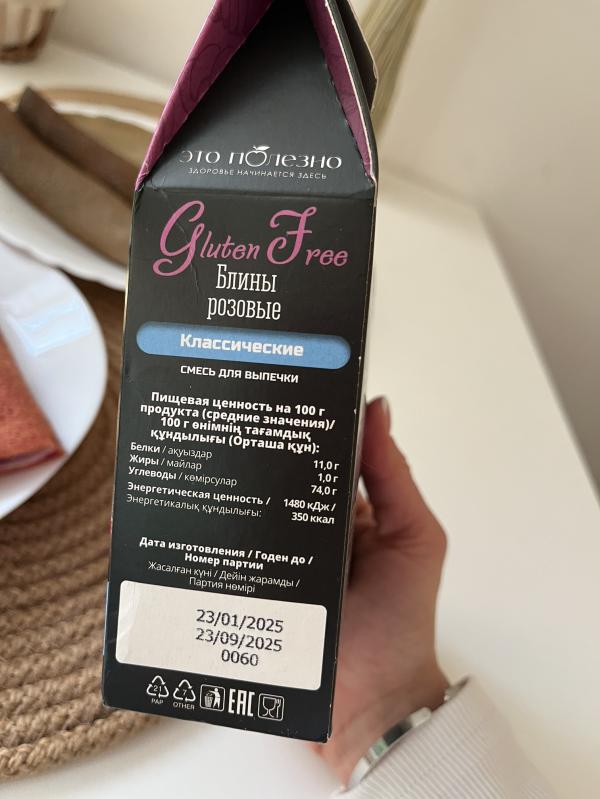 ЭТО ПОЛЕЗНО
ЗДОРОВЬЕ НАЧИНАЕТСЯ ЗДЕСЬ
Gluten Free
Блины
розовые
Классические
СМЕСЬ ДЛЯ ВЫПЕЧКИ
Пищевая ценность на 100 г
продукта (средние значения)/
100 г өнімнің тағамдық
құндылығы (Орташа құн):
Белки / ақуыздар 11,0 г
Жиры / майлар 1,0 г
Углеводы / көмірсулар 74,0 г
Энергетическая ценность / 1480 кДж /
Энергетикалық құндылығы: 350 ккал
Дата изготовления / Годен до /
Номер партии
Жасалған күні / Дейін жарамды /
Партия нөмірі
23/01/2025
23/09/2025
0060
21 7 EAC
PAP OTHER